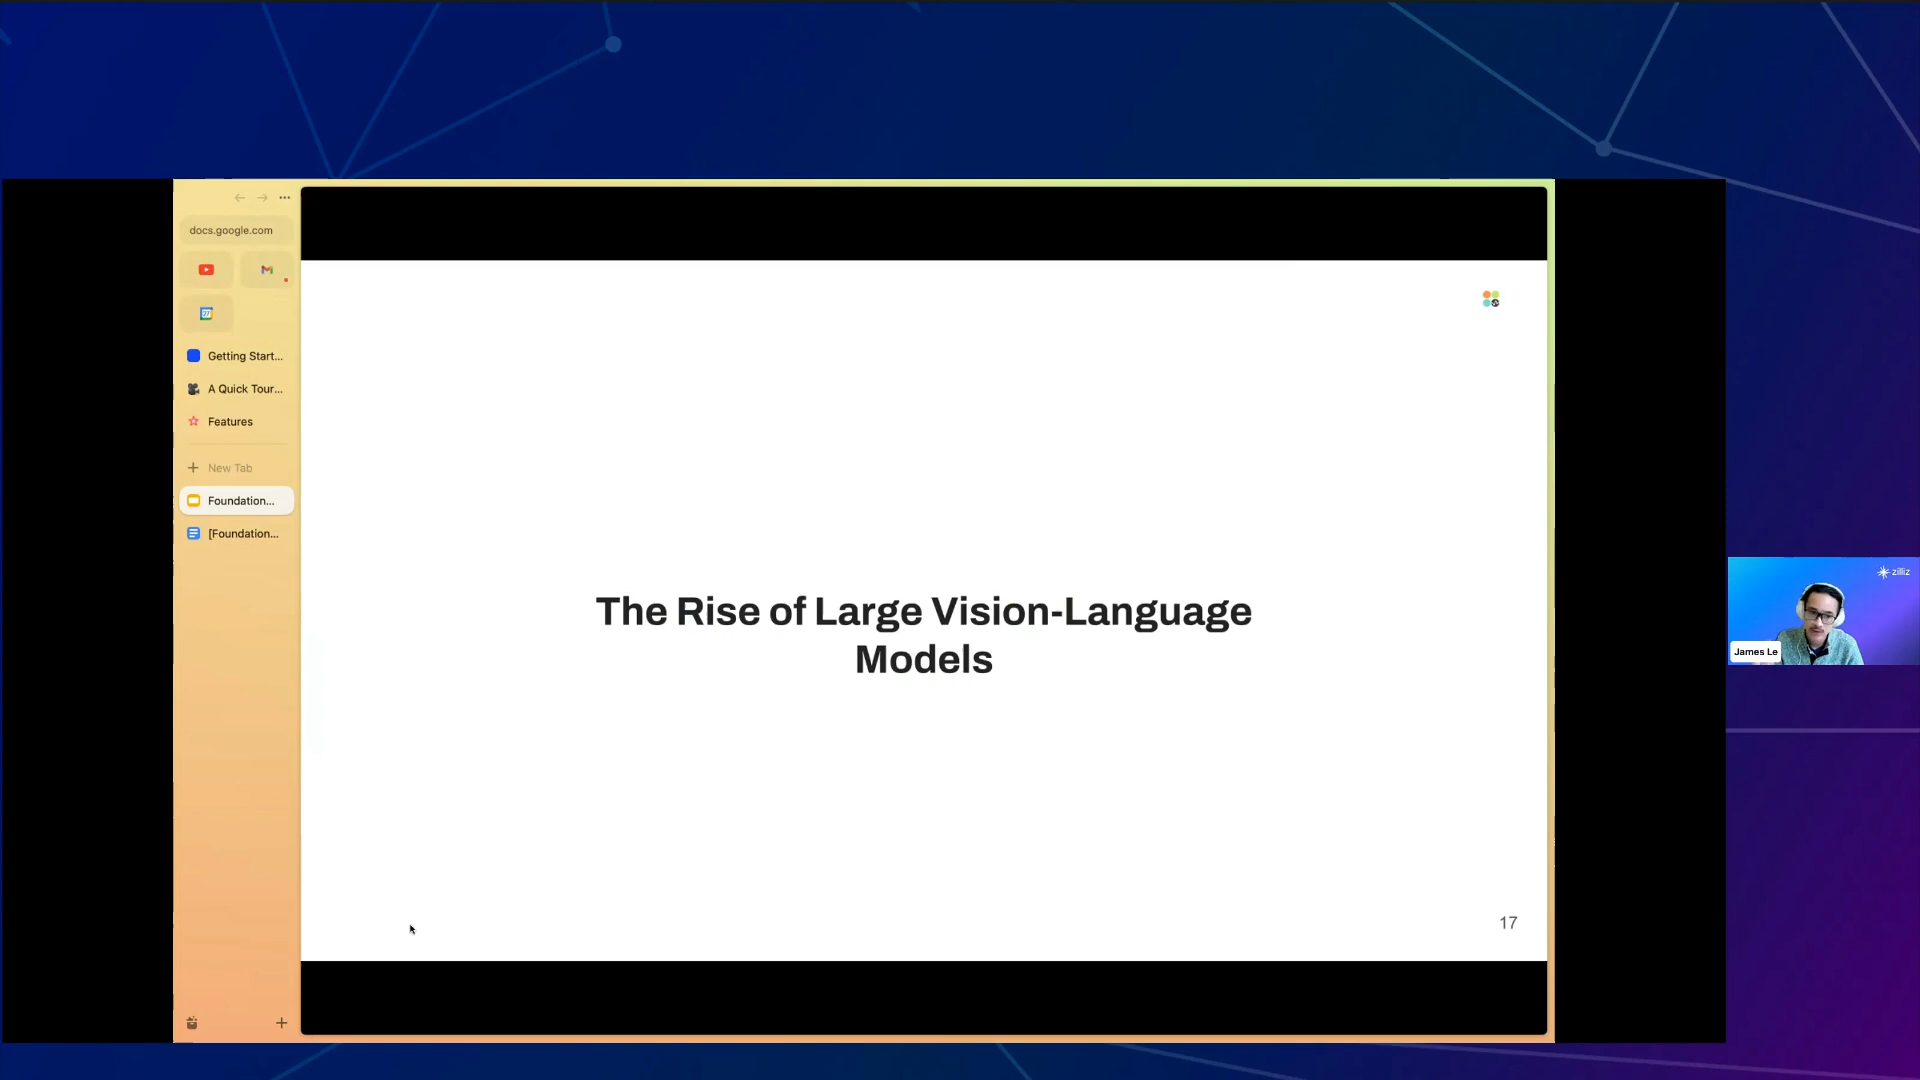 docs.google.com
27
Getting Start...
A Quick Tour...
Features
New Tab
Foundation...
[Foundation...
The Rise of Large Vision-Language
Models
17
zilliz
James Le